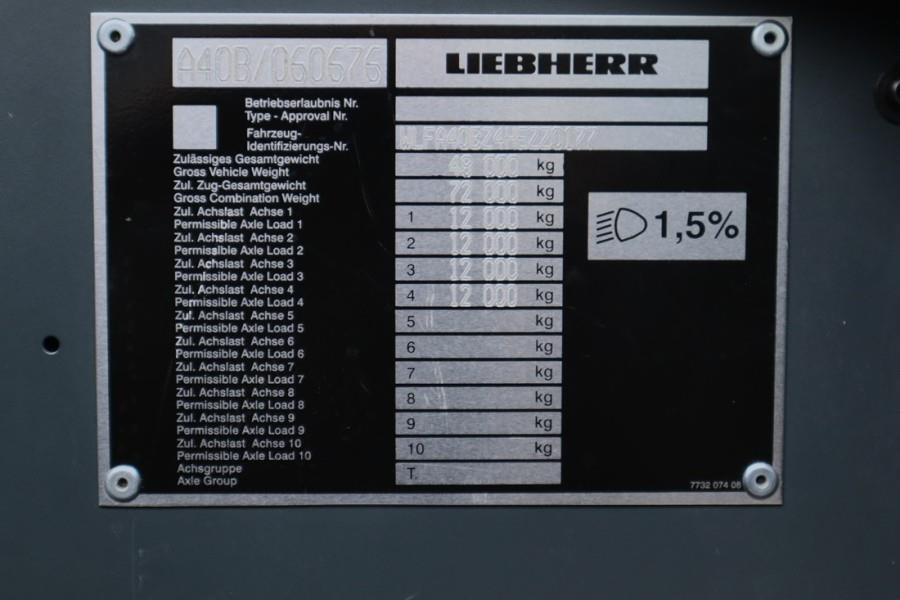 A40B/060676 LIEBHERR
Betriebserlaubnis Nr.
Type - Approval Nr.
Fahrzeug-
Identifizierungs-Nr.
Zulässiges Gesamtgewicht
Gross Vehicle Weight 48 000 kg
Zul. Zug-Gesamtgewicht
Gross Combination Weight 72 000 kg
Zul. Achslast Achse 1
Permissible Axle Load 1 1 12 000 kg
Zul. Achslast Achse 2
Permissible Axle Load 2 2 12 000 kg
Zul. Achslast Achse 3
Permissible Axle Load 3 3 12 000 kg
Zul. Achslast Achse 4
Permissible Axle Load 4 4 12 000 kg
Zul. Achslast Achse 5
Permissible Axle Load 5 5 kg
Zul. Achslast Achse 6
Permissible Axle Load 6 6 kg
Zul. Achslast Achse 7
Permissible Axle Load 7 7 kg
Zul. Achslast Achse 8
Permissible Axle Load 8 8 kg
Zul. Achslast Achse 9
Permissible Axle Load 9 9 kg
Zul. Achslast Achse 10
Permissible Axle Load 10 10 kg
Achsgruppe
Axle Group T.
1,5%
7732 074 08